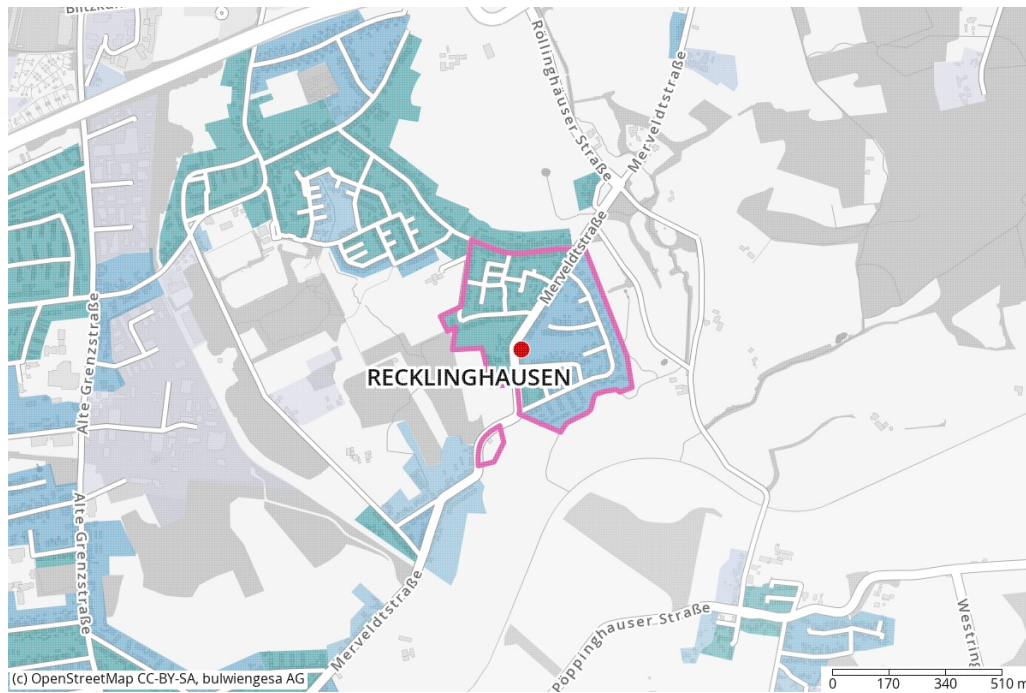 Röllinghäuser Straße
Merveldtstraße
Merveldtstraße
Alte Grenzstraße
RECKLINGHAUSEN
Alte Grenzstraße
Merveldtstraße
Pöppinghauser Straße
Westring
(c) OpenStreetMap CC-BY-SA, bulwiengesa AG
0 170 340 510 m